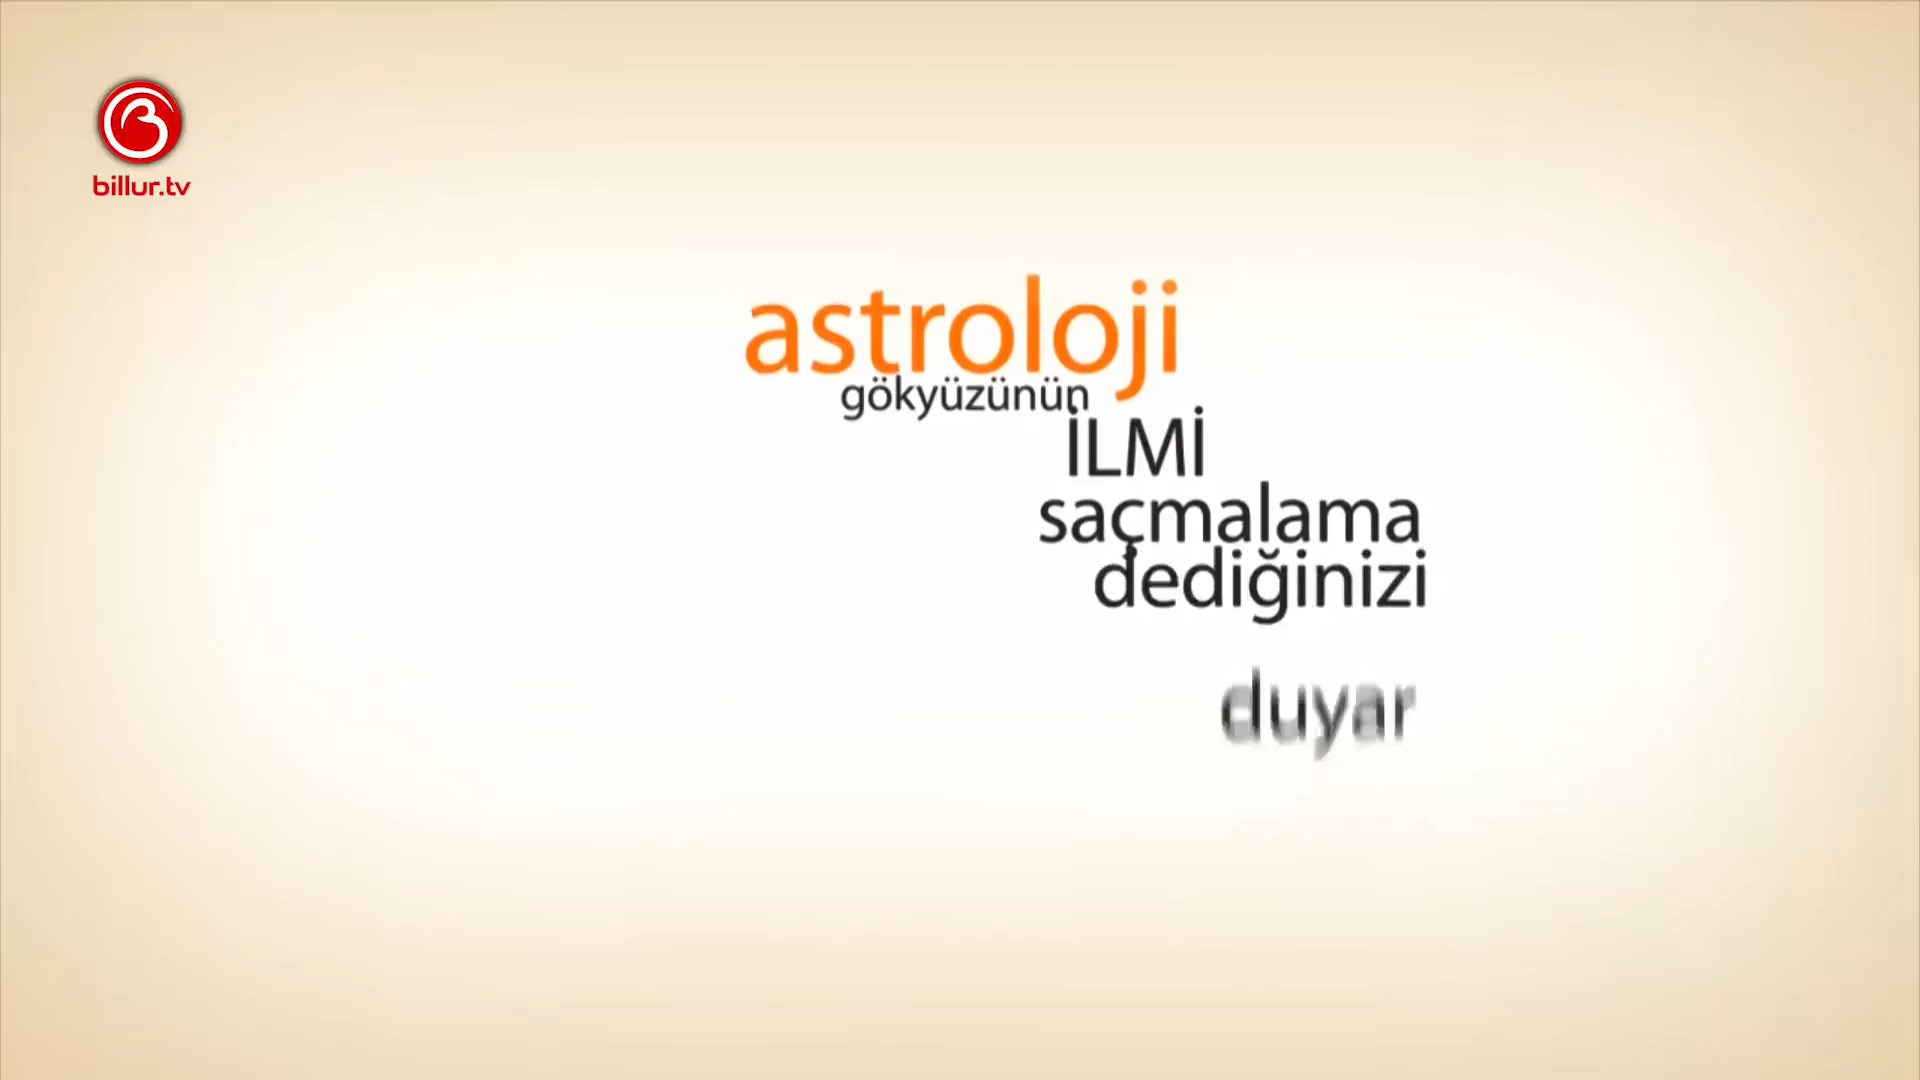 billur.tv
astroloji
gökyüzünün
İLMİ
saçmalama
dediğinizi
duyar